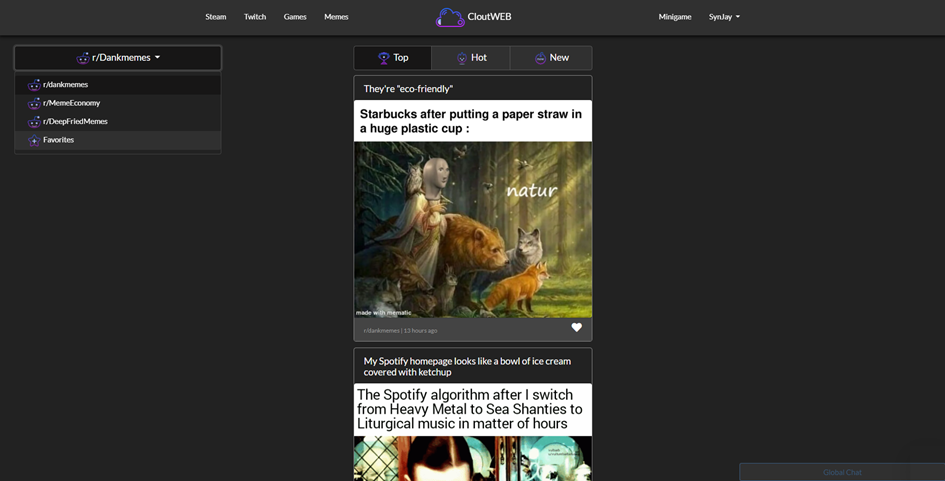 Steam Twitch Games Memes CloutWEB Minigame SynJay
r/Dankmemes
r/dankmemes
r/MemeEconomy
r/DeepFriedMemes
Favorites
Top Hot New
They're "eco-friendly"
Starbucks after putting a paper straw in
a huge plastic cup :
natur
made with mematic
r/dankmemes | 13 hours ago
My Spotify homepage looks like a bowl of ice cream
covered with ketchup
The Spotify algorithm after I switch
from Heavy Metal to Sea Shanties to
Liturgical music in matter of hours
Global Chat